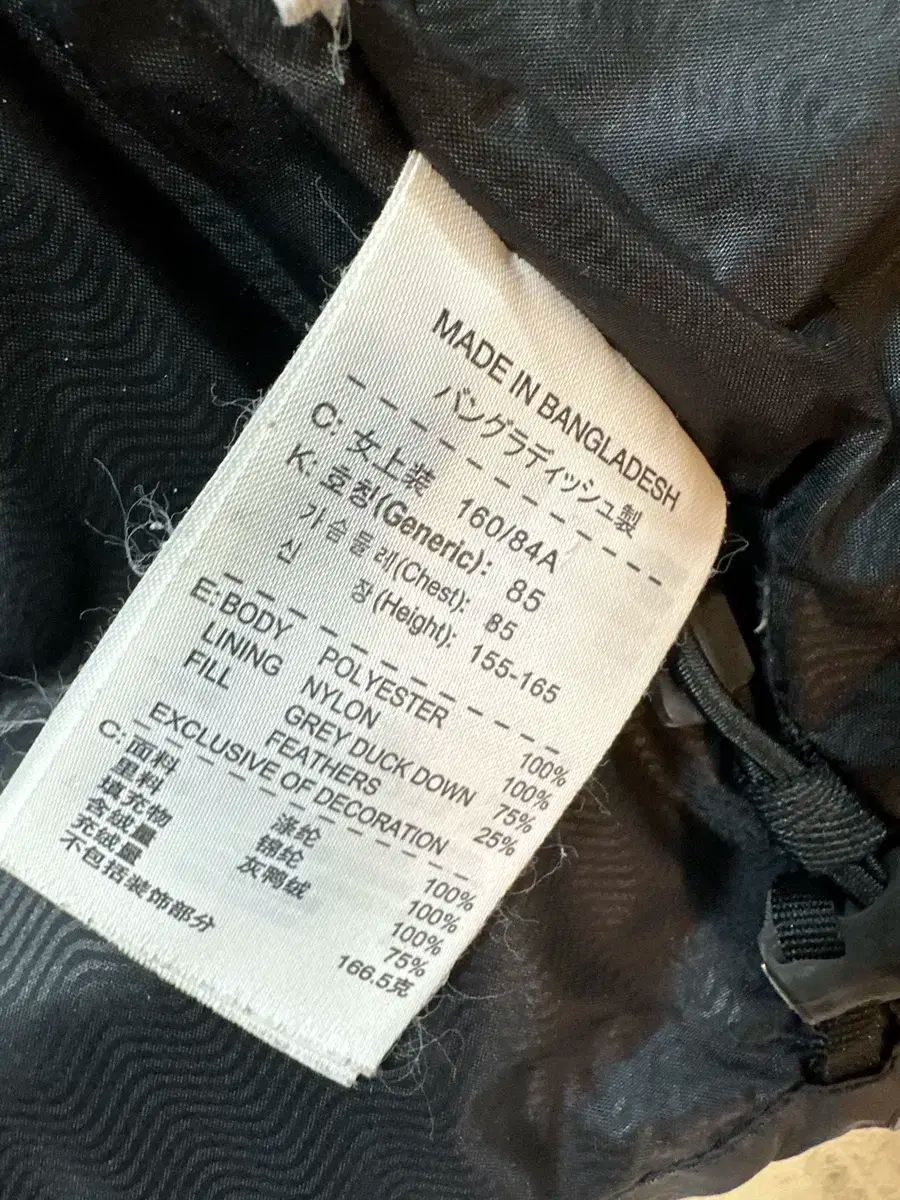 MADE IN BANGLADESH
バングラディッシュ製
C: 女上装 160/84A
K: 호칭(Generic): 85
가슴둘레(Chest): 85
신 장(Height): 155-165
E:BODY POLYESTER 100%
LINING NYLON 100%
FILL GREY DUCK DOWN 75%
FEATHERS 25%
EXCLUSIVE OF DECORATION
C: 面料 涤纶 100%
里料 锦纶 100%
填充物 灰鸭绒 100%
含绒量 75%
充绒量 166.5克
不包括装饰部分